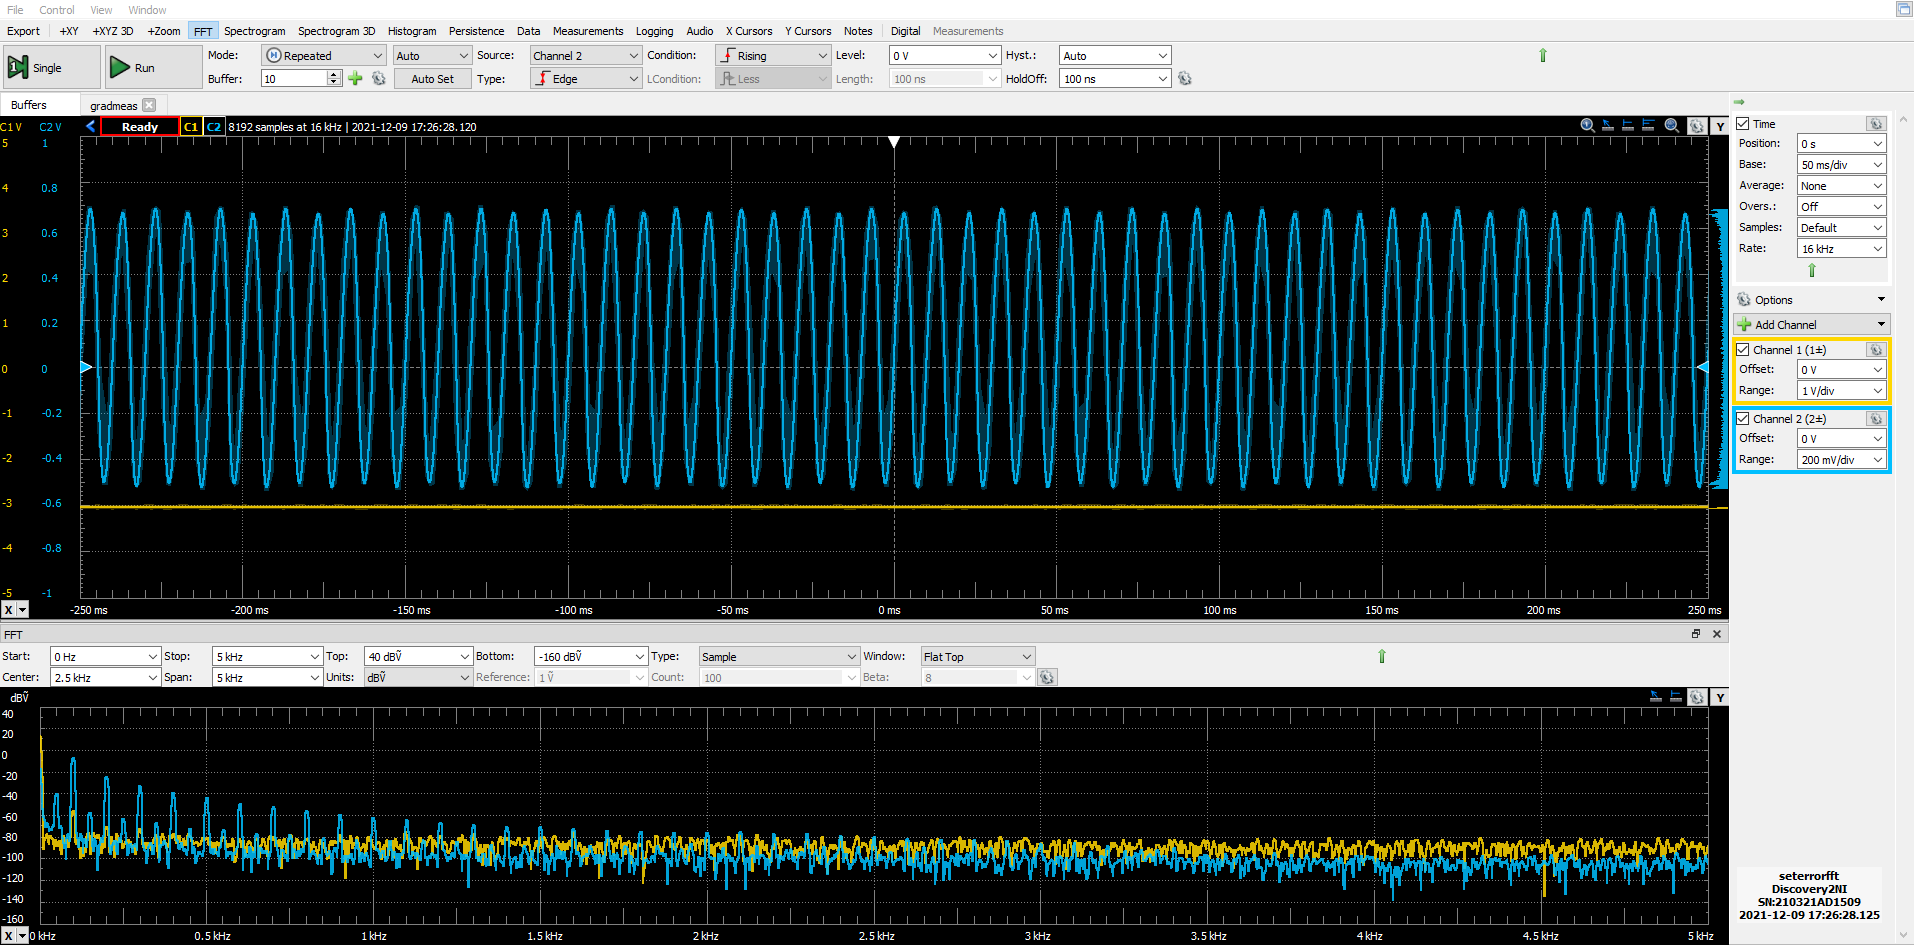 File Control View Window
Export +XY +XYZ 3D +Zoom FFT Spectrogram Spectrogram 3D Histogram Persistence Data Measurements Logging Audio X Cursors Y Cursors Notes Digital Measurements
Single Run Mode: Repeated Auto Source: Channel 2 Condition: Rising Level: 0 V Hyst.: Auto
Buffer: 10 Auto Set Type: Edge LCondition: Less Length: 100 ns HoldOff: 100 ns
Buffers gradmeas
C1 V C2 V Ready C1 C2 8192 samples at 16 kHz | 2021-12-09 17:26:28.120 Y
5 1
4 0.8
3 0.6
2 0.4
1 0.2
0 0
-1 -0.2
-2 -0.4
-3 -0.6
-4 -0.8
-5 -1
X -250 ms -200 ms -150 ms -100 ms -50 ms 0 ms 50 ms 100 ms 150 ms 200 ms 250 ms
Time
Position: 0 s
Base: 50 ms/div
Average: None
Overs.: Off
Samples: Default
Rate: 16 kHz
Options
Add Channel
Channel 1 (1±)
Offset: 0 V
Range: 1 V/div
Channel 2 (2±)
Offset: 0 V
Range: 200 mV/div
FFT
Start: 0 Hz Stop: 5 kHz Top: 40 dBṼ Bottom: -160 dBṼ Type: Sample Window: Flat Top
Center: 2.5 kHz Span: 5 kHz Units: dBṼ Reference: 1 Ṽ Count: 100 Beta: 8
dBṼ Y
40
20
0
-20
-40
-60
-80
-100
-120
-140
-160
X 0 kHz 0.5 kHz 1 kHz 1.5 kHz 2 kHz 2.5 kHz 3 kHz 3.5 kHz 4 kHz 4.5 kHz 5 kHz
seterrorfft
Discovery2NI
SN:210321AD1509
2021-12-09 17:26:28.125